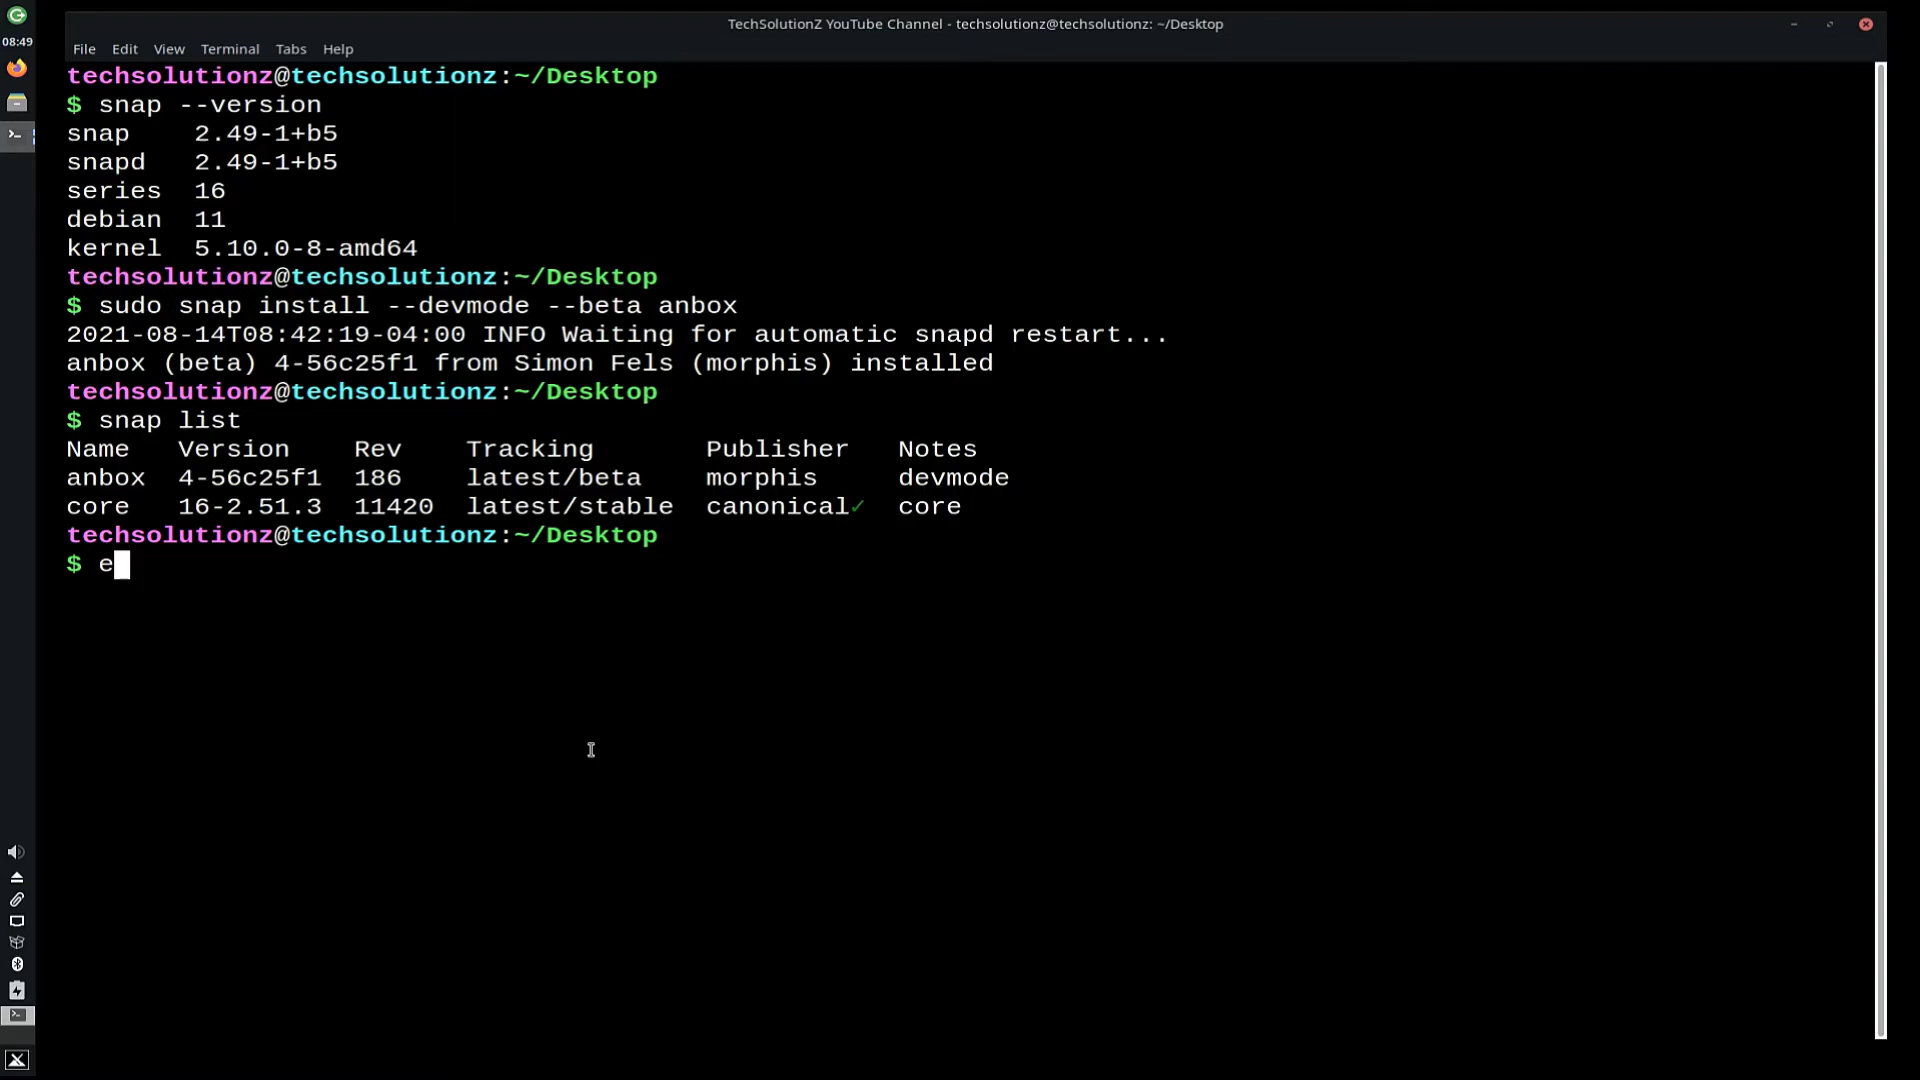 TechSolutionZ YouTube Channel - techsolutionz@techsolutionz: ~/Desktop
08:49
File Edit View Terminal Tabs Help
techsolutionz@techsolutionz:~/Desktop
$ snap --version
snap    2.49-1+b5
snapd   2.49-1+b5
series  16
debian  11
kernel  5.10.0-8-amd64
techsolutionz@techsolutionz:~/Desktop
$ sudo snap install --devmode --beta anbox
2021-08-14T08:42:19-04:00 INFO Waiting for automatic snapd restart...
anbox (beta) 4-56c25f1 from Simon Fels (morphis) installed
techsolutionz@techsolutionz:~/Desktop
$ snap list
Name   Version    Rev    Tracking       Publisher   Notes
anbox  4-56c25f1  186    latest/beta    morphis     devmode
core   16-2.51.3  11420  latest/stable  canonical✓  core
techsolutionz@techsolutionz:~/Desktop
$ e